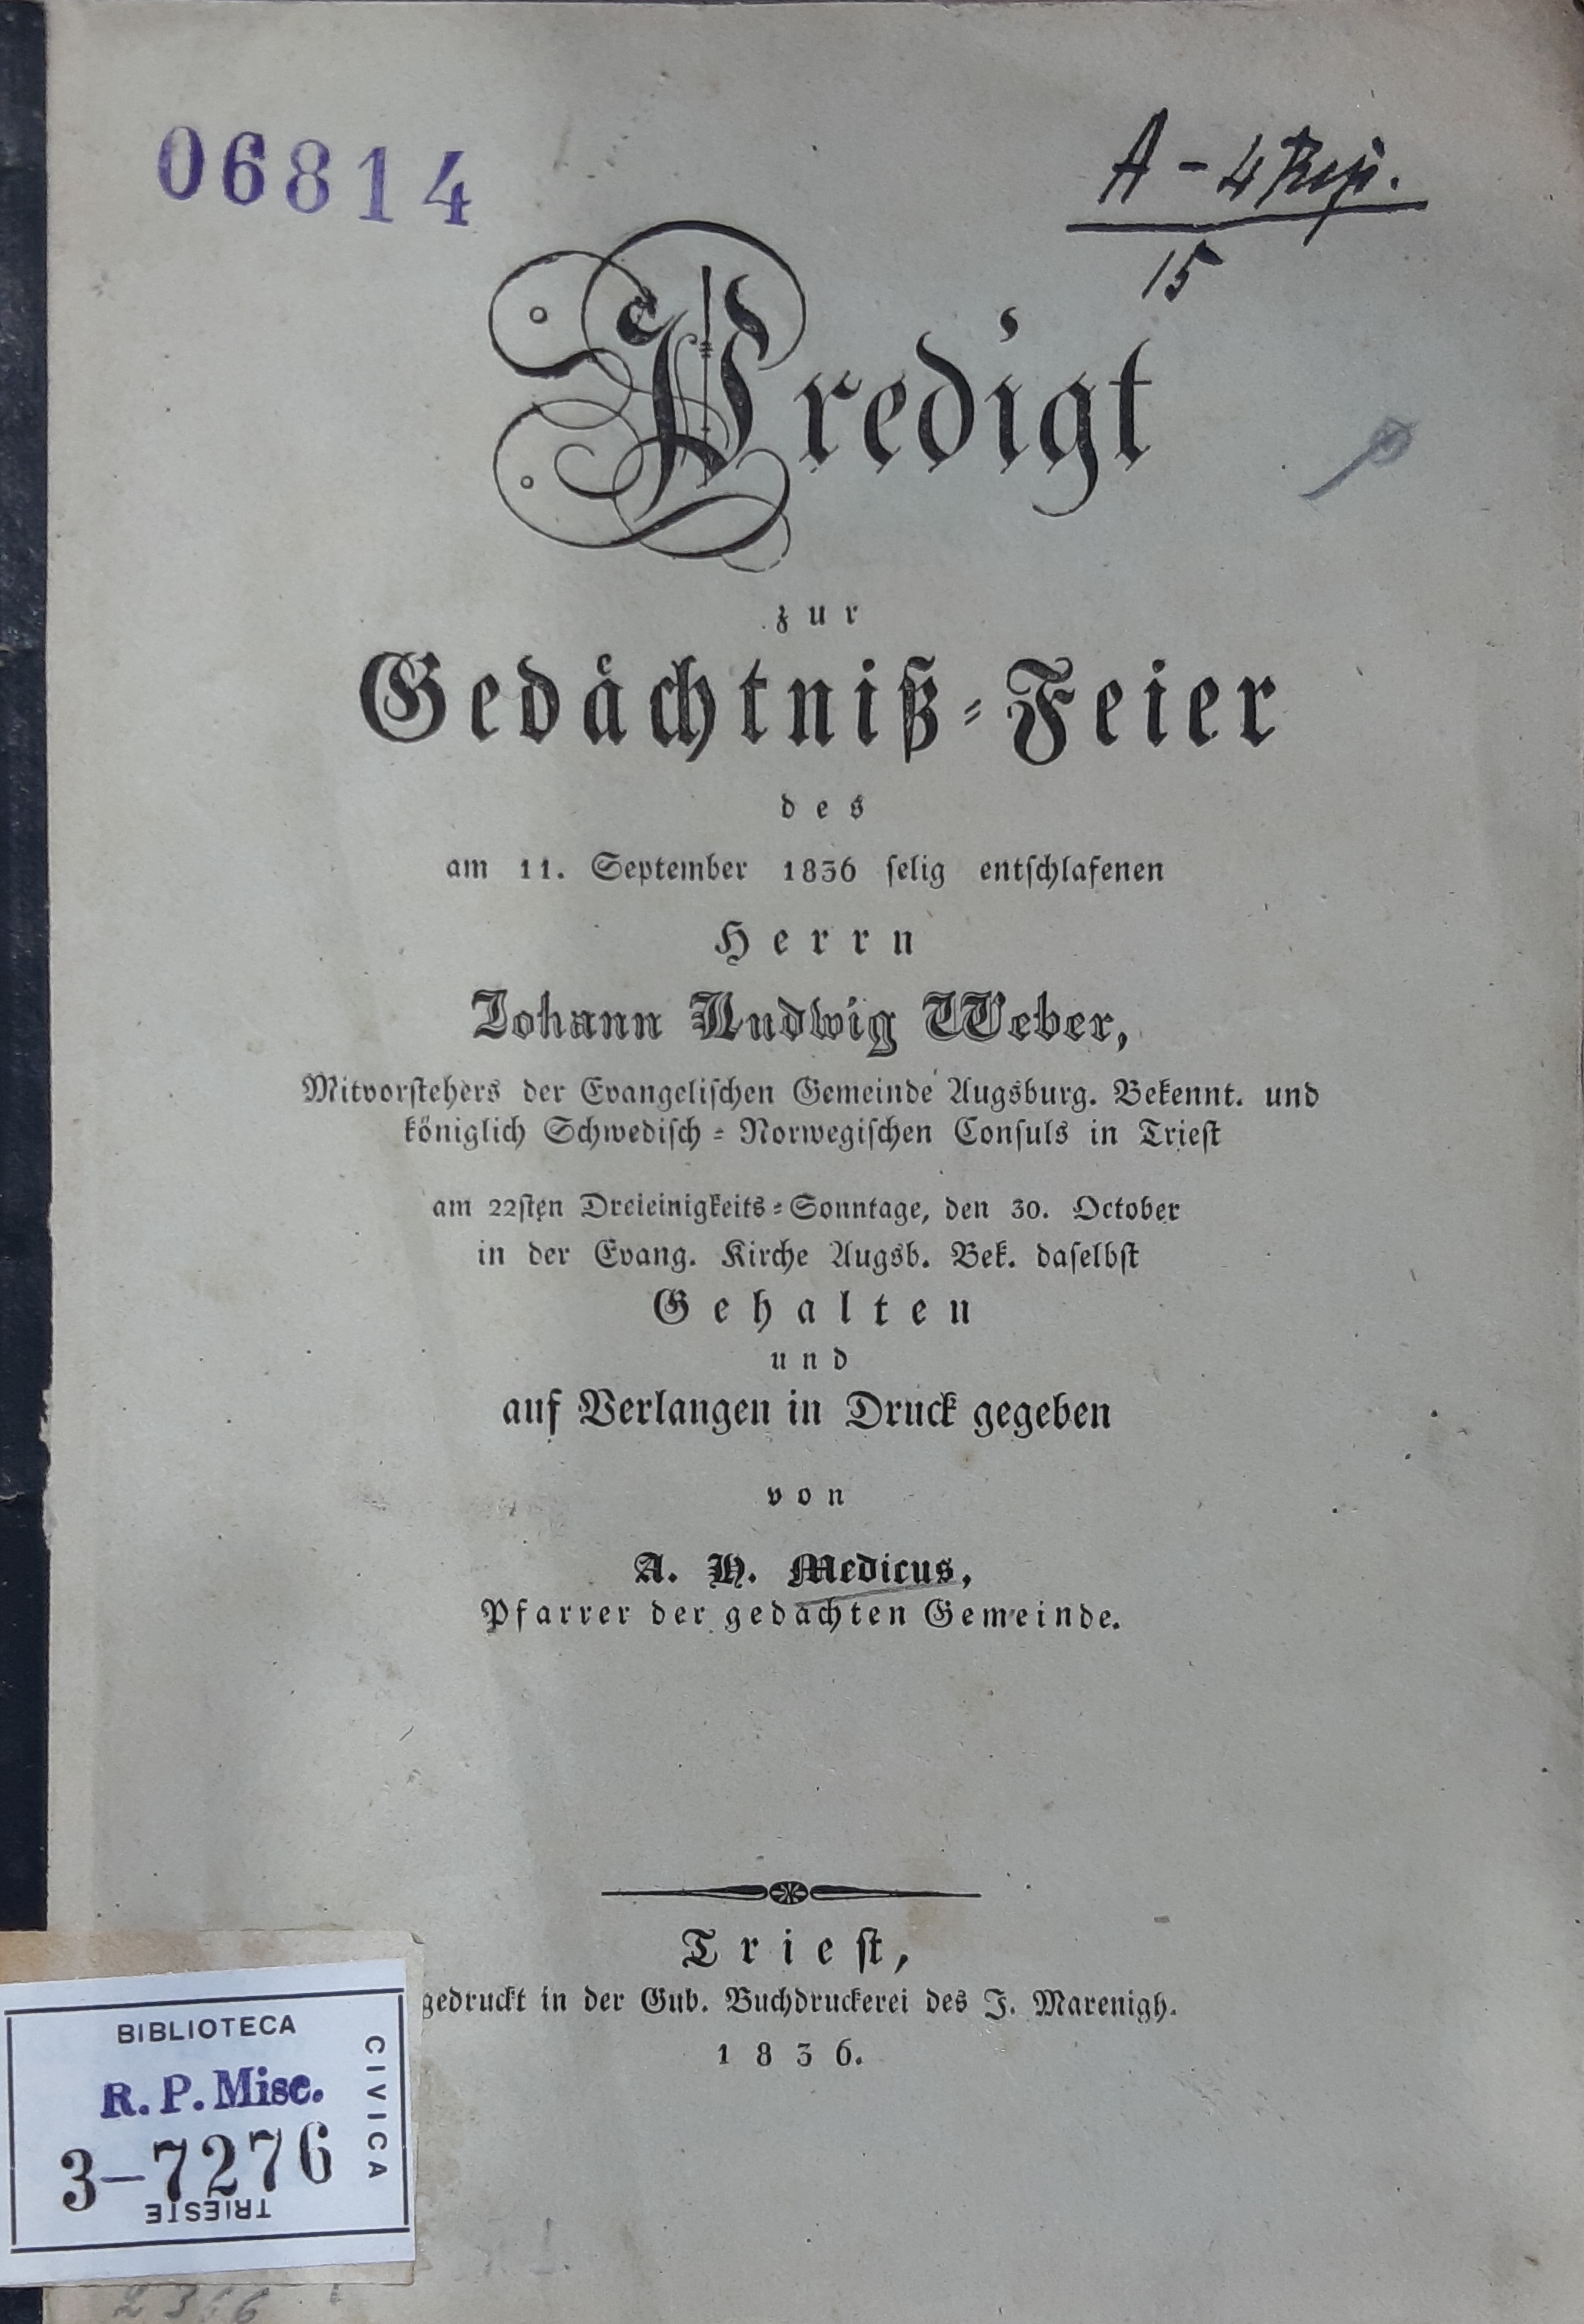 06814
A - 4 Rep.
15
Predigt
zur
Gedächtniß-Feier
des
am 11. September 1836 selig entschlafenen
Herrn
Johann Ludwig Weber,
Mitvorstehers der Evangelischen Gemeinde Augsburg. Bekennt. und
königlich Schwedisch-Norwegischen Consuls in Triest
am 22sten Dreieinigkeits-Sonntage, den 30. October
in der Evang. Kirche Augsb. Bek. daselbst
Gehalten
und
auf Verlangen in Druck gegeben
von
A. H. Medicus,
Pfarrer der gedachten Gemeinde.
Triest,
gedruckt in der Gub. Buchdruckerei des J. Marenigh.
1836.
BIBLIOTECA
CIVICA
R. P. Misc.
3-7276
TRIESTE